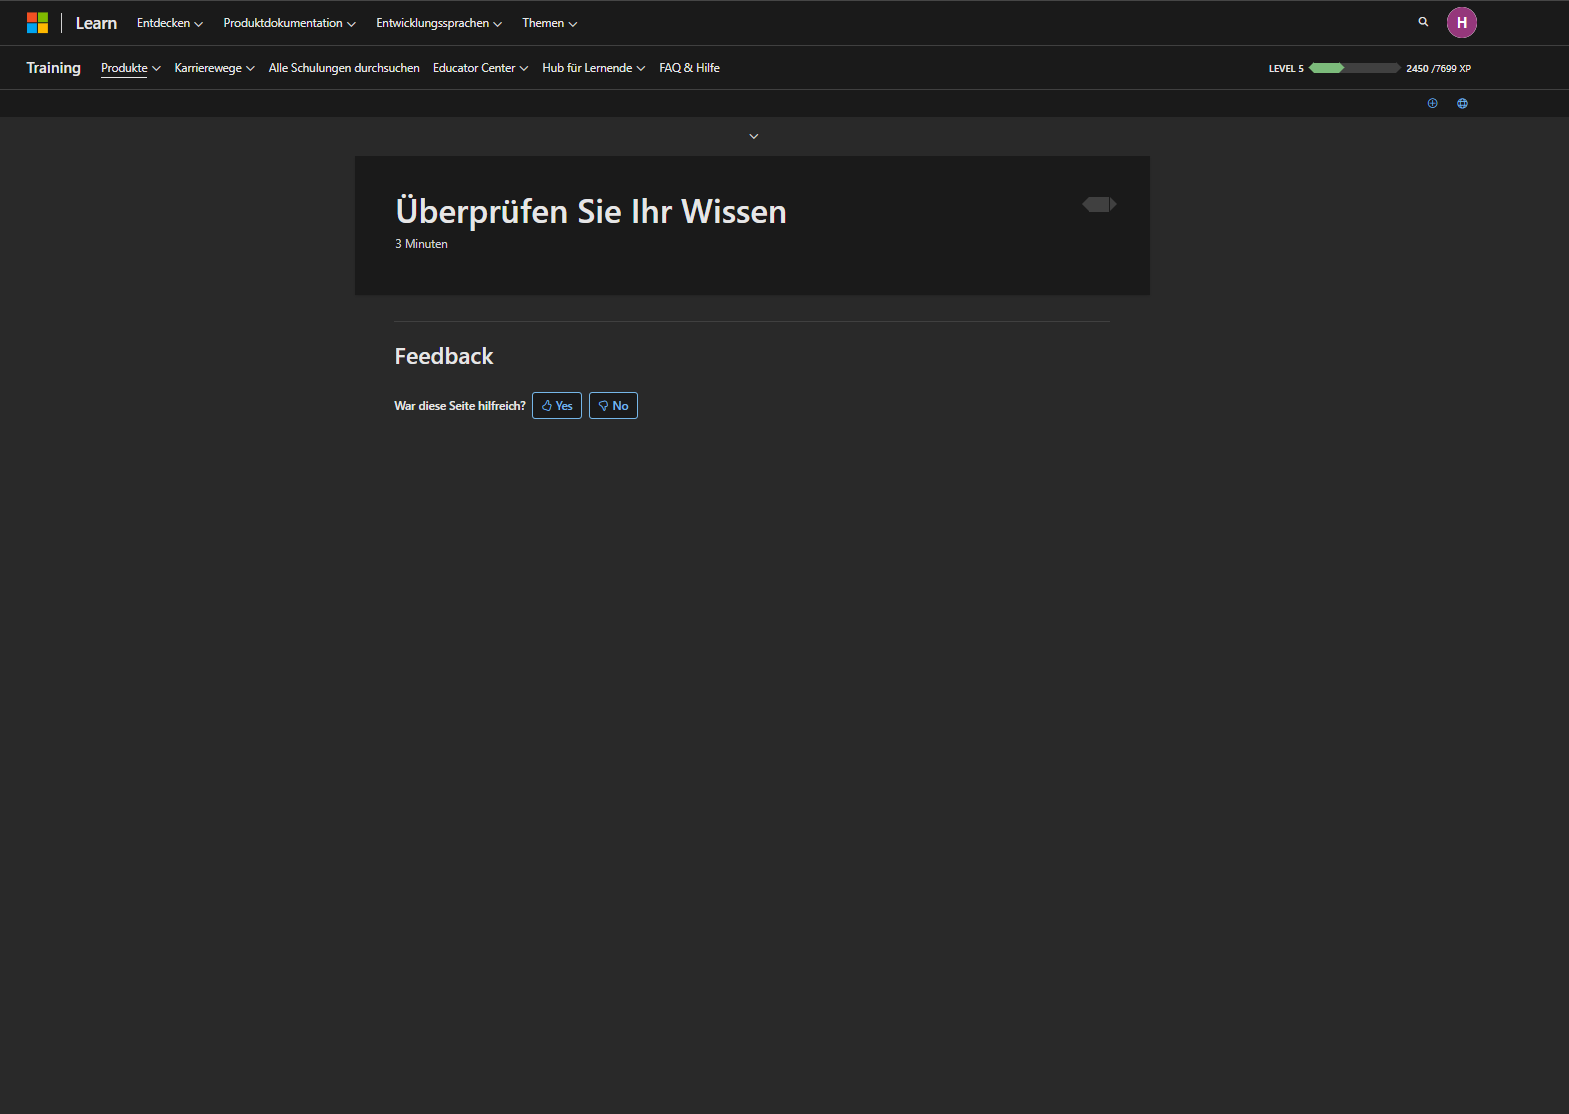 Learn Entdecken Produktdokumentation Entwicklungssprachen Themen H
Training Produkte Karrierewege Alle Schulungen durchsuchen Educator Center Hub für Lernende FAQ & Hilfe LEVEL 5 2450 /7699 XP
Überprüfen Sie Ihr Wissen
3 Minuten
Feedback
War diese Seite hilfreich? Yes No